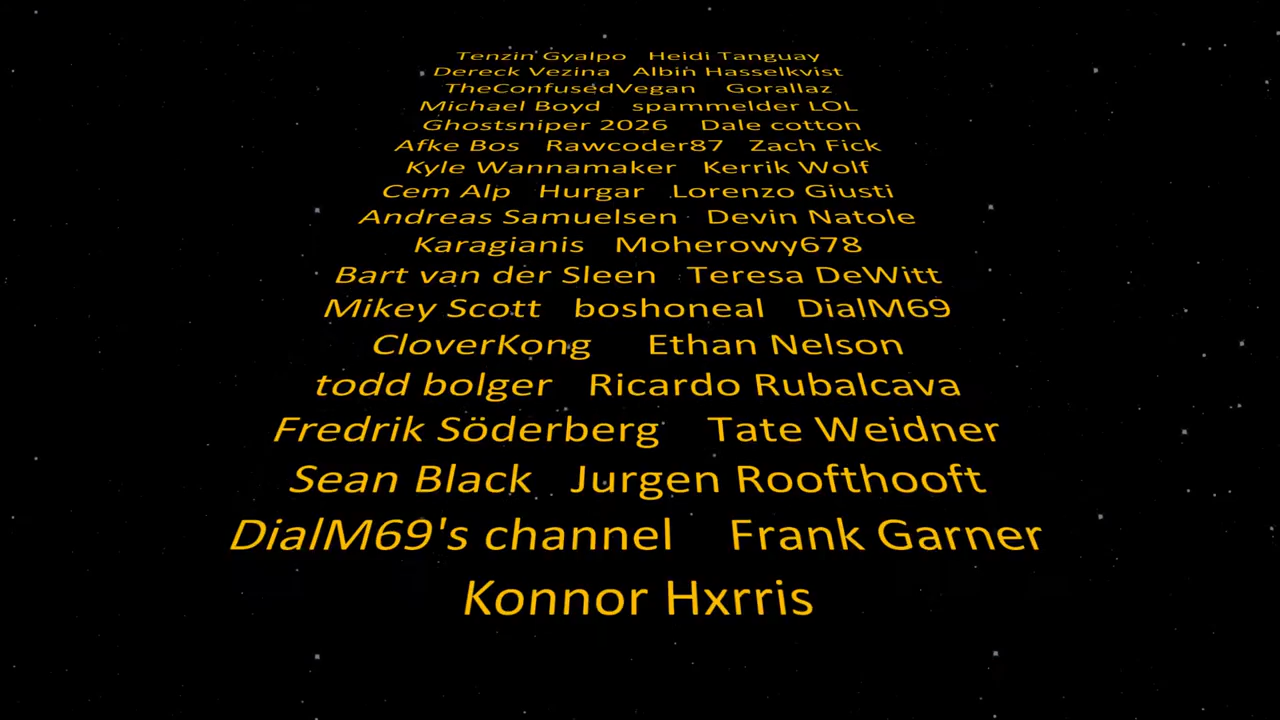 Tenzin Gyalpo Heidi Tanguay
Dereck Vezina Albin Hasselkvist
TheConfusedVegan Gorallaz
Michael Boyd spammelder LOL
Ghostsniper 2026 Dale cotton
Afke Bos Rawcoder87 Zach Fick
Kyle Wannamaker Kerrik Wolf
Cem Alp Hurgar Lorenzo Giusti
Andreas Samuelsen Devin Natole
Karagianis Moherowy678
Bart van der Sleen Teresa DeWitt
Mikey Scott boshoneal DialM69
CloverKong Ethan Nelson
todd bolger Ricardo Rubalcava
Fredrik Söderberg Tate Weidner
Sean Black Jurgen Roofthooft
DialM69's channel Frank Garner
Konnor Hxrris